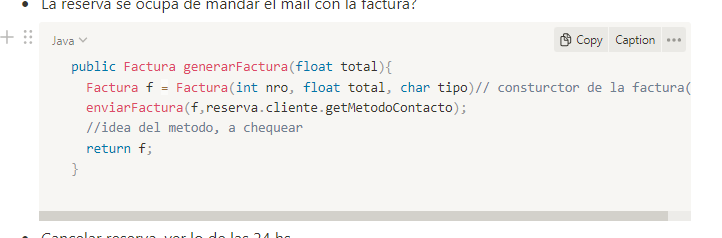 La reserva se ocupa de mandar el mail con la factura?
Java
Copy Caption
public Factura generarFactura(float total){
Factura f = Factura(int nro, float total, char tipo)// consturctor de la factura(
enviarFactura(f,reserva.cliente.getMetodoContacto);
//idea del metodo, a chequear
return f;
}
Cancelar reserva, ver lo de las 24 hs